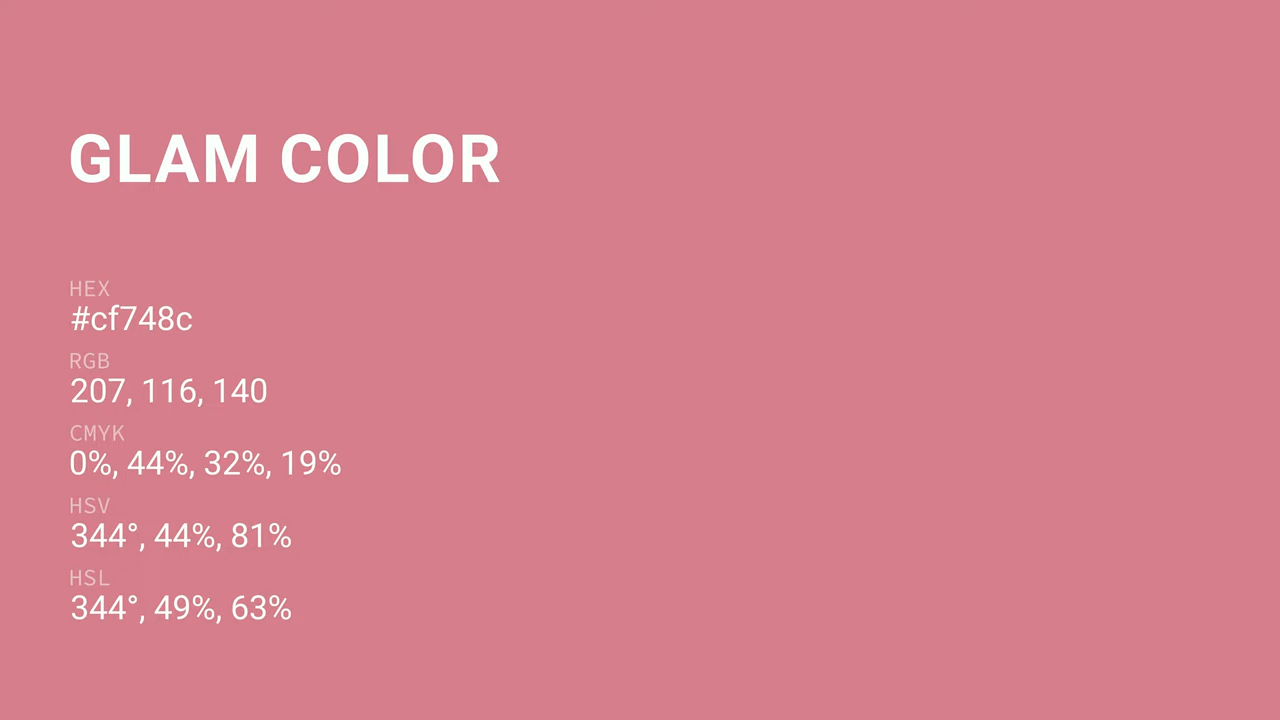 GLAM COLOR
HEX
#cf748c
RGB
207, 116, 140
CMYK
0%, 44%, 32%, 19%
HSV
344°, 44%, 81%
HSL
344°, 49%, 63%